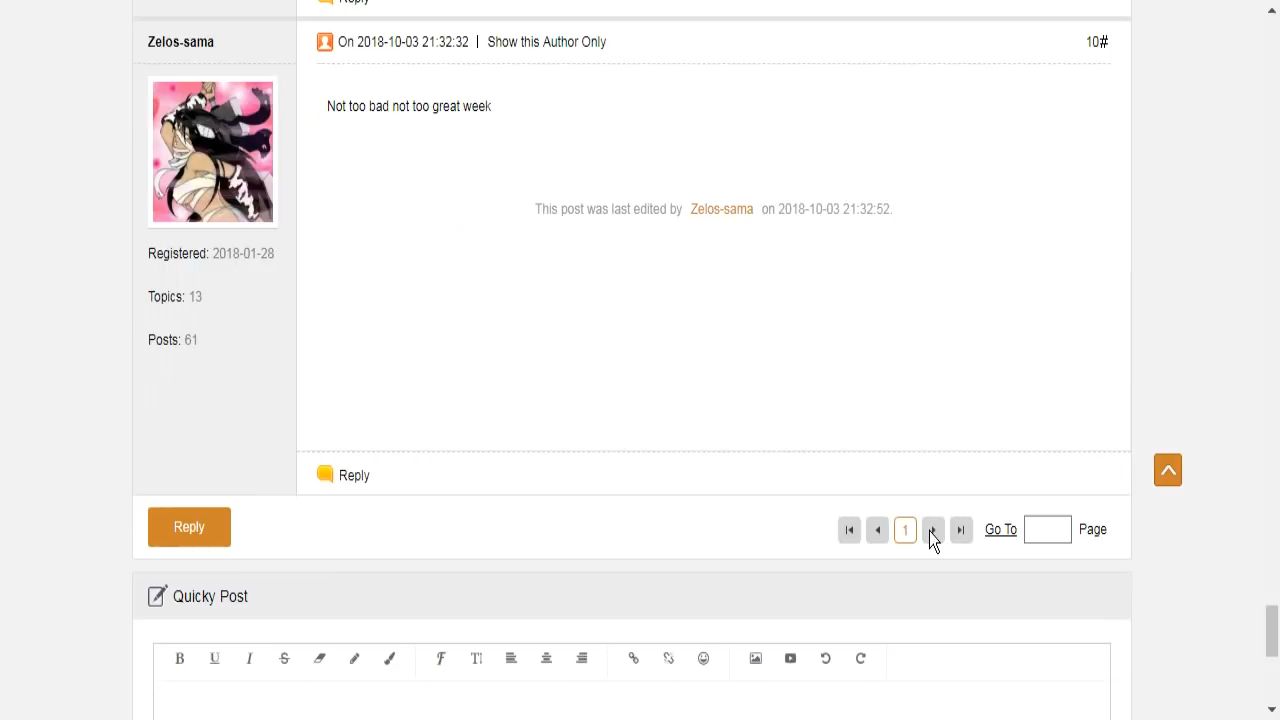 Reply
Zelos-sama
On 2018-10-03 21:32:32 | Show this Author Only
10#
Not too bad not too great week
This post was last edited by Zelos-sama on 2018-10-03 21:32:52.
Registered: 2018-01-28
Topics: 13
Posts: 61
Reply
Reply
1
Go To
Page
Quicky Post
B U I S F T